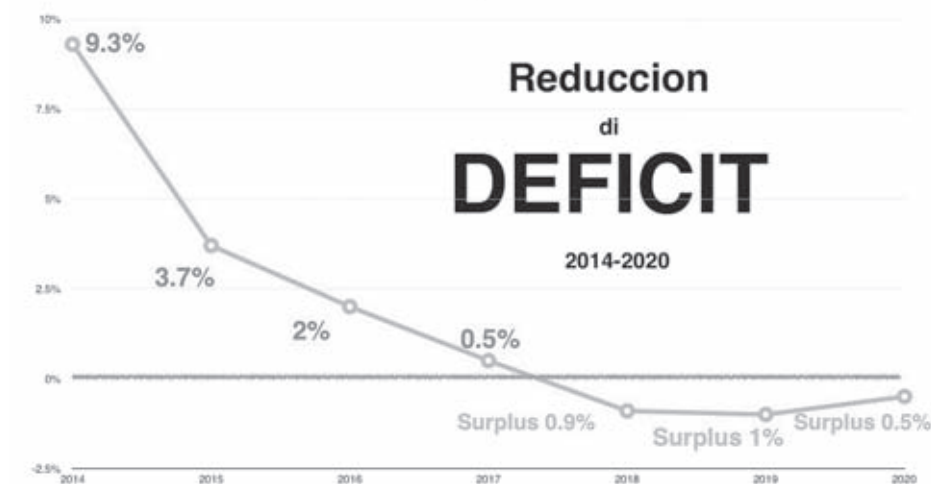 10%
9.3%
Reduccion
7.5%
di
DEFICIT
5%
2014-2020
3.7%
2.5%
2%
0.5%
0%
Surplus 0.9%
Surplus 1%
Surplus 0.5%
-2.5%
2014 2015 2016 2017 2018 2019 2020